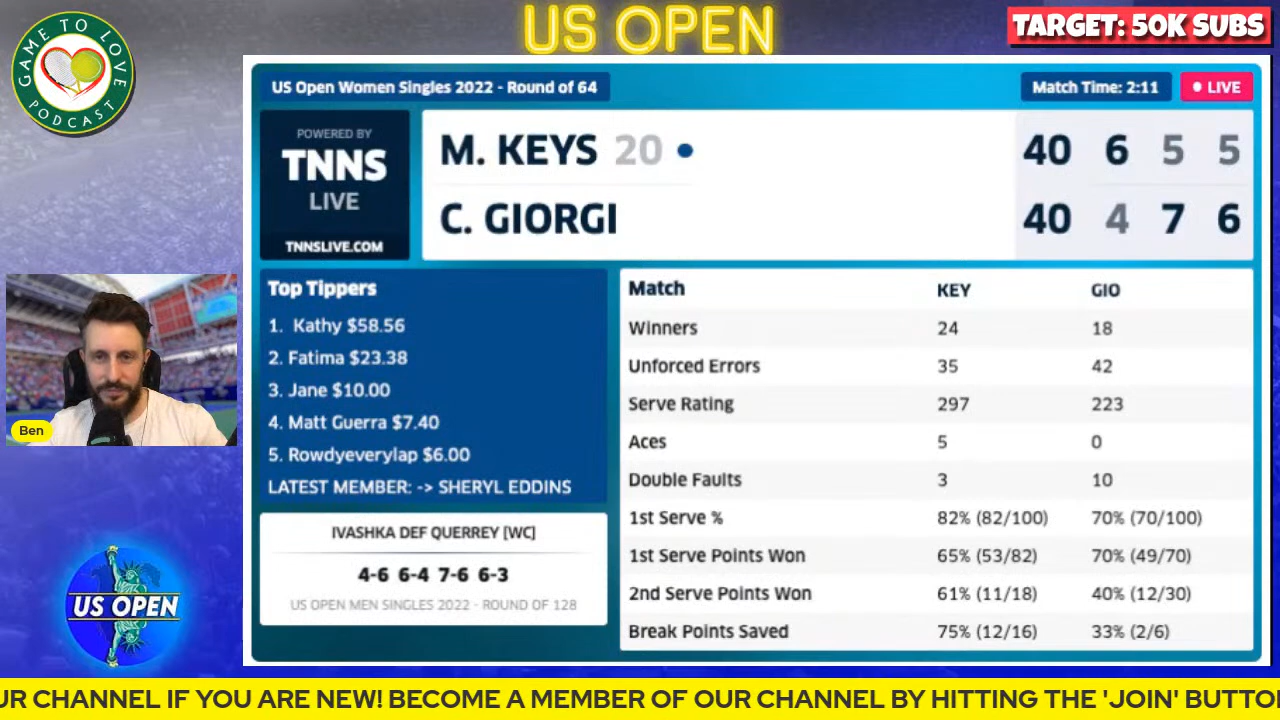 GAME TO LOVE
PODCAST
US OPEN
TARGET: 50K SUBS
US Open Women Singles 2022 - Round of 64
Match Time: 2:11
LIVE
POWERED BY
TNNS
LIVE
TNNSLIVE.COM
M. KEYS 20 40 6 5 5
C. GIORGI 40 4 7 6
Top Tippers
1. Kathy $58.56
2. Fatima $23.38
3. Jane $10.00
4. Matt Guerra $7.40
5. Rowdyeverylap $6.00
LATEST MEMBER: -> SHERYL EDDINS
IVASHKA DEF QUERREY [WC]
4-6 6-4 7-6 6-3
US OPEN MEN SINGLES 2022 - ROUND OF 128
Match KEY GIO
Winners 24 18
Unforced Errors 35 42
Serve Rating 297 223
Aces 5 0
Double Faults 3 10
1st Serve % 82% (82/100) 70% (70/100)
1st Serve Points Won 65% (53/82) 70% (49/70)
2nd Serve Points Won 61% (11/18) 40% (12/30)
Break Points Saved 75% (12/16) 33% (2/6)
Ben
US OPEN
UR CHANNEL IF YOU ARE NEW! BECOME A MEMBER OF OUR CHANNEL BY HITTING THE 'JOIN' BUTTO